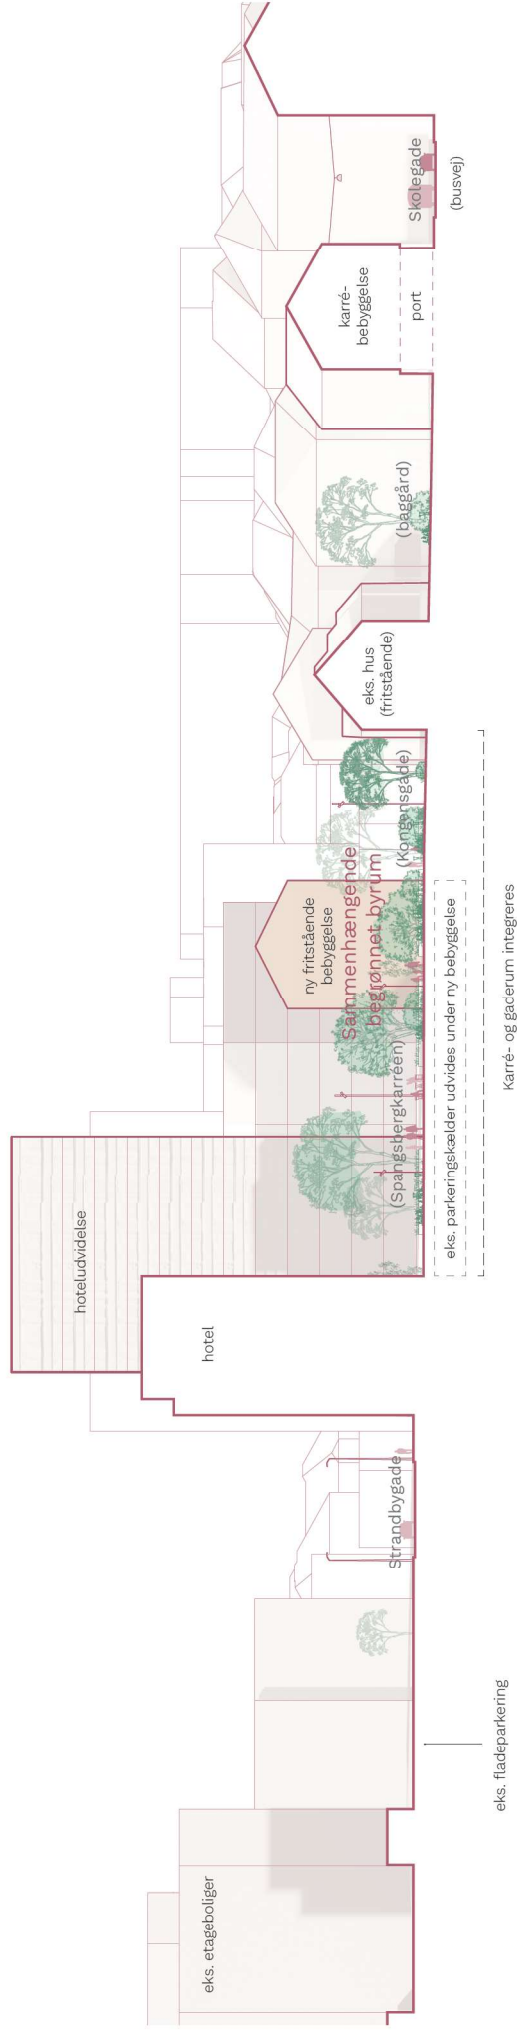 eks. etageboliger
eks. fladeparkering
Strandbygade
hotel
hoteludvidelse
(Spangsbergkarréen)
Sammenhængende
begrønnet byrum
ny fritstående
bebyggelse
(Kongensgade)
eks. parkeringskælder udvides under ny bebyggelse
Karré- og gaderum integreres
eks. hus
(fritstående)
(baggård)
karré-
bebyggelse
port
Skolegade
(busvej)